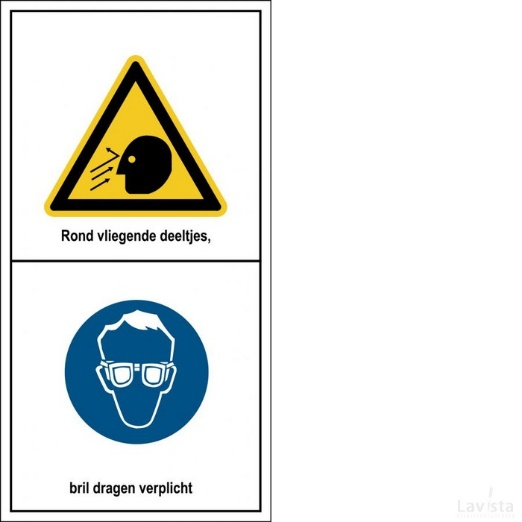 Rond vliegende deeltjes,
bril dragen verplicht
Lavista